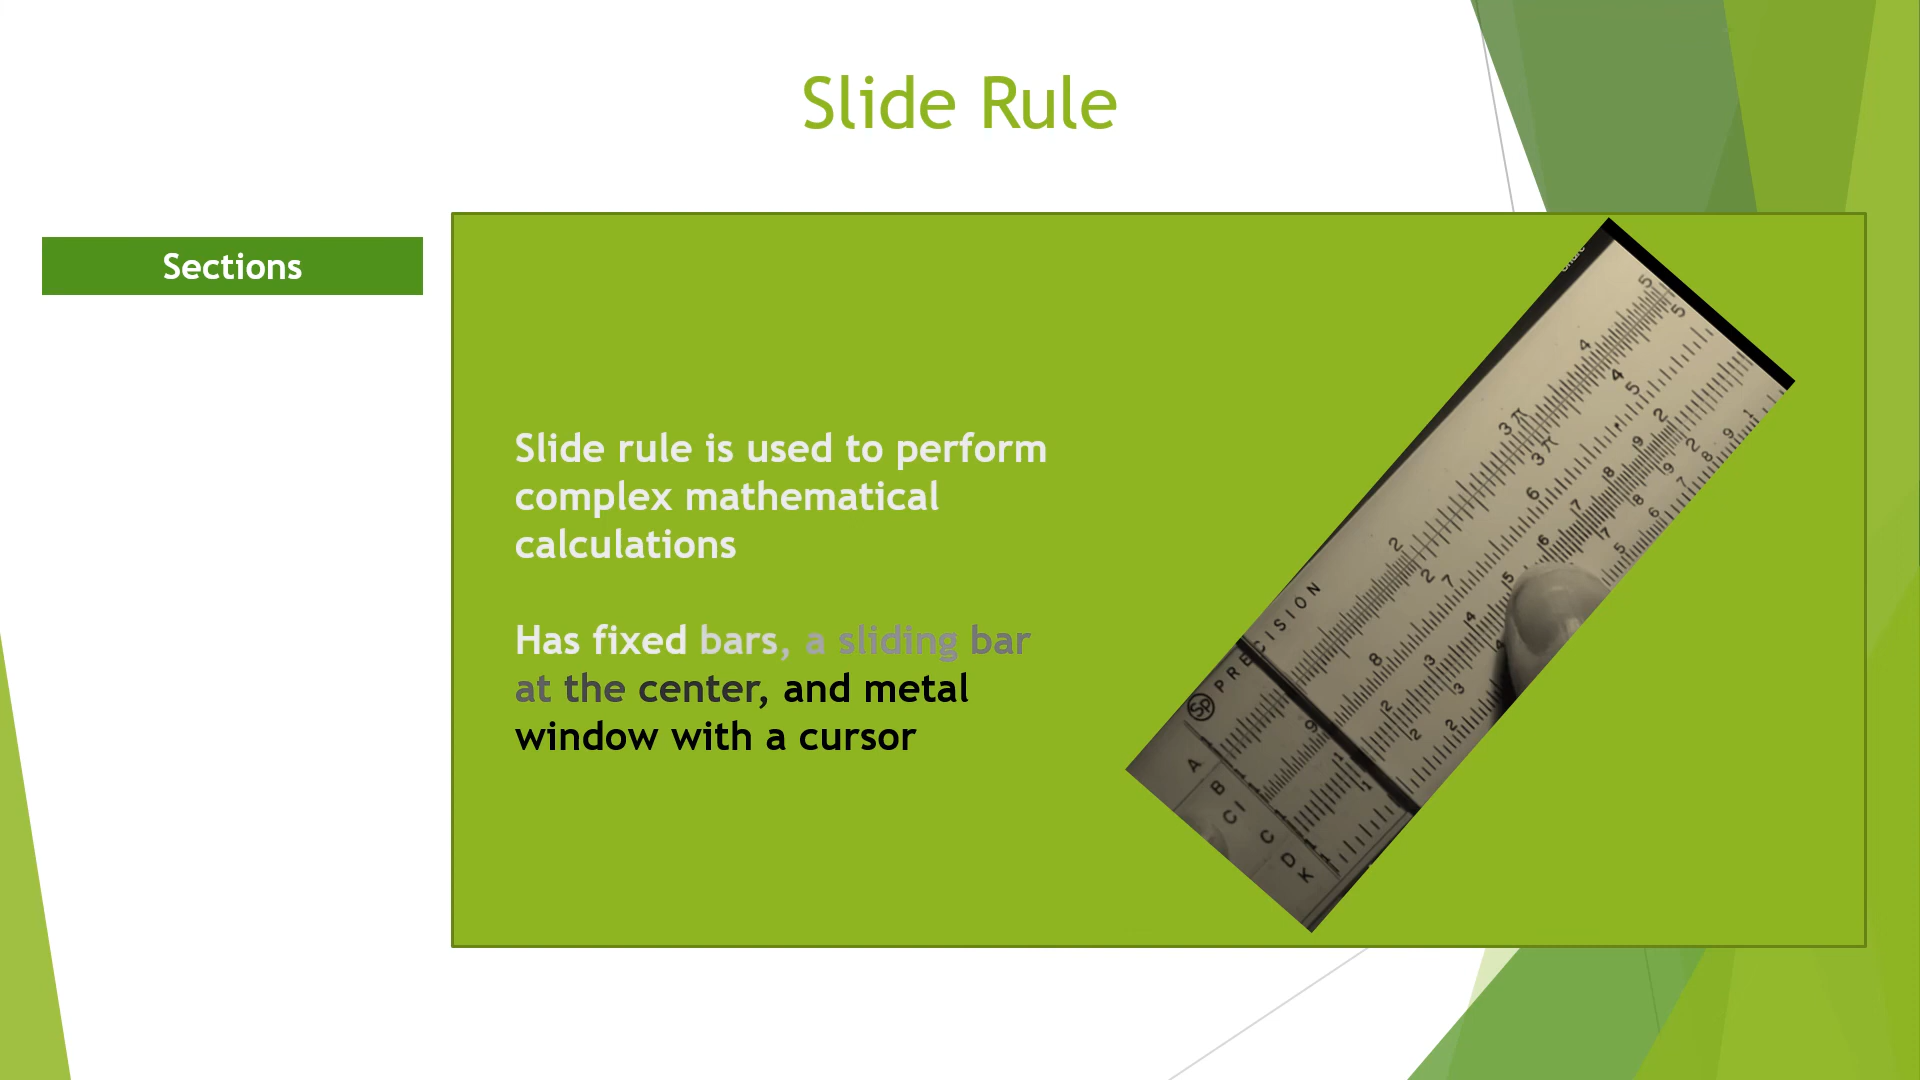 Slide Rule
Sections
Slide rule is used to perform
complex mathematical
calculations
Has fixed bars, a sliding bar
at the center, and metal
window with a cursor
SP PRECISION
A
B
CI
C
D
K